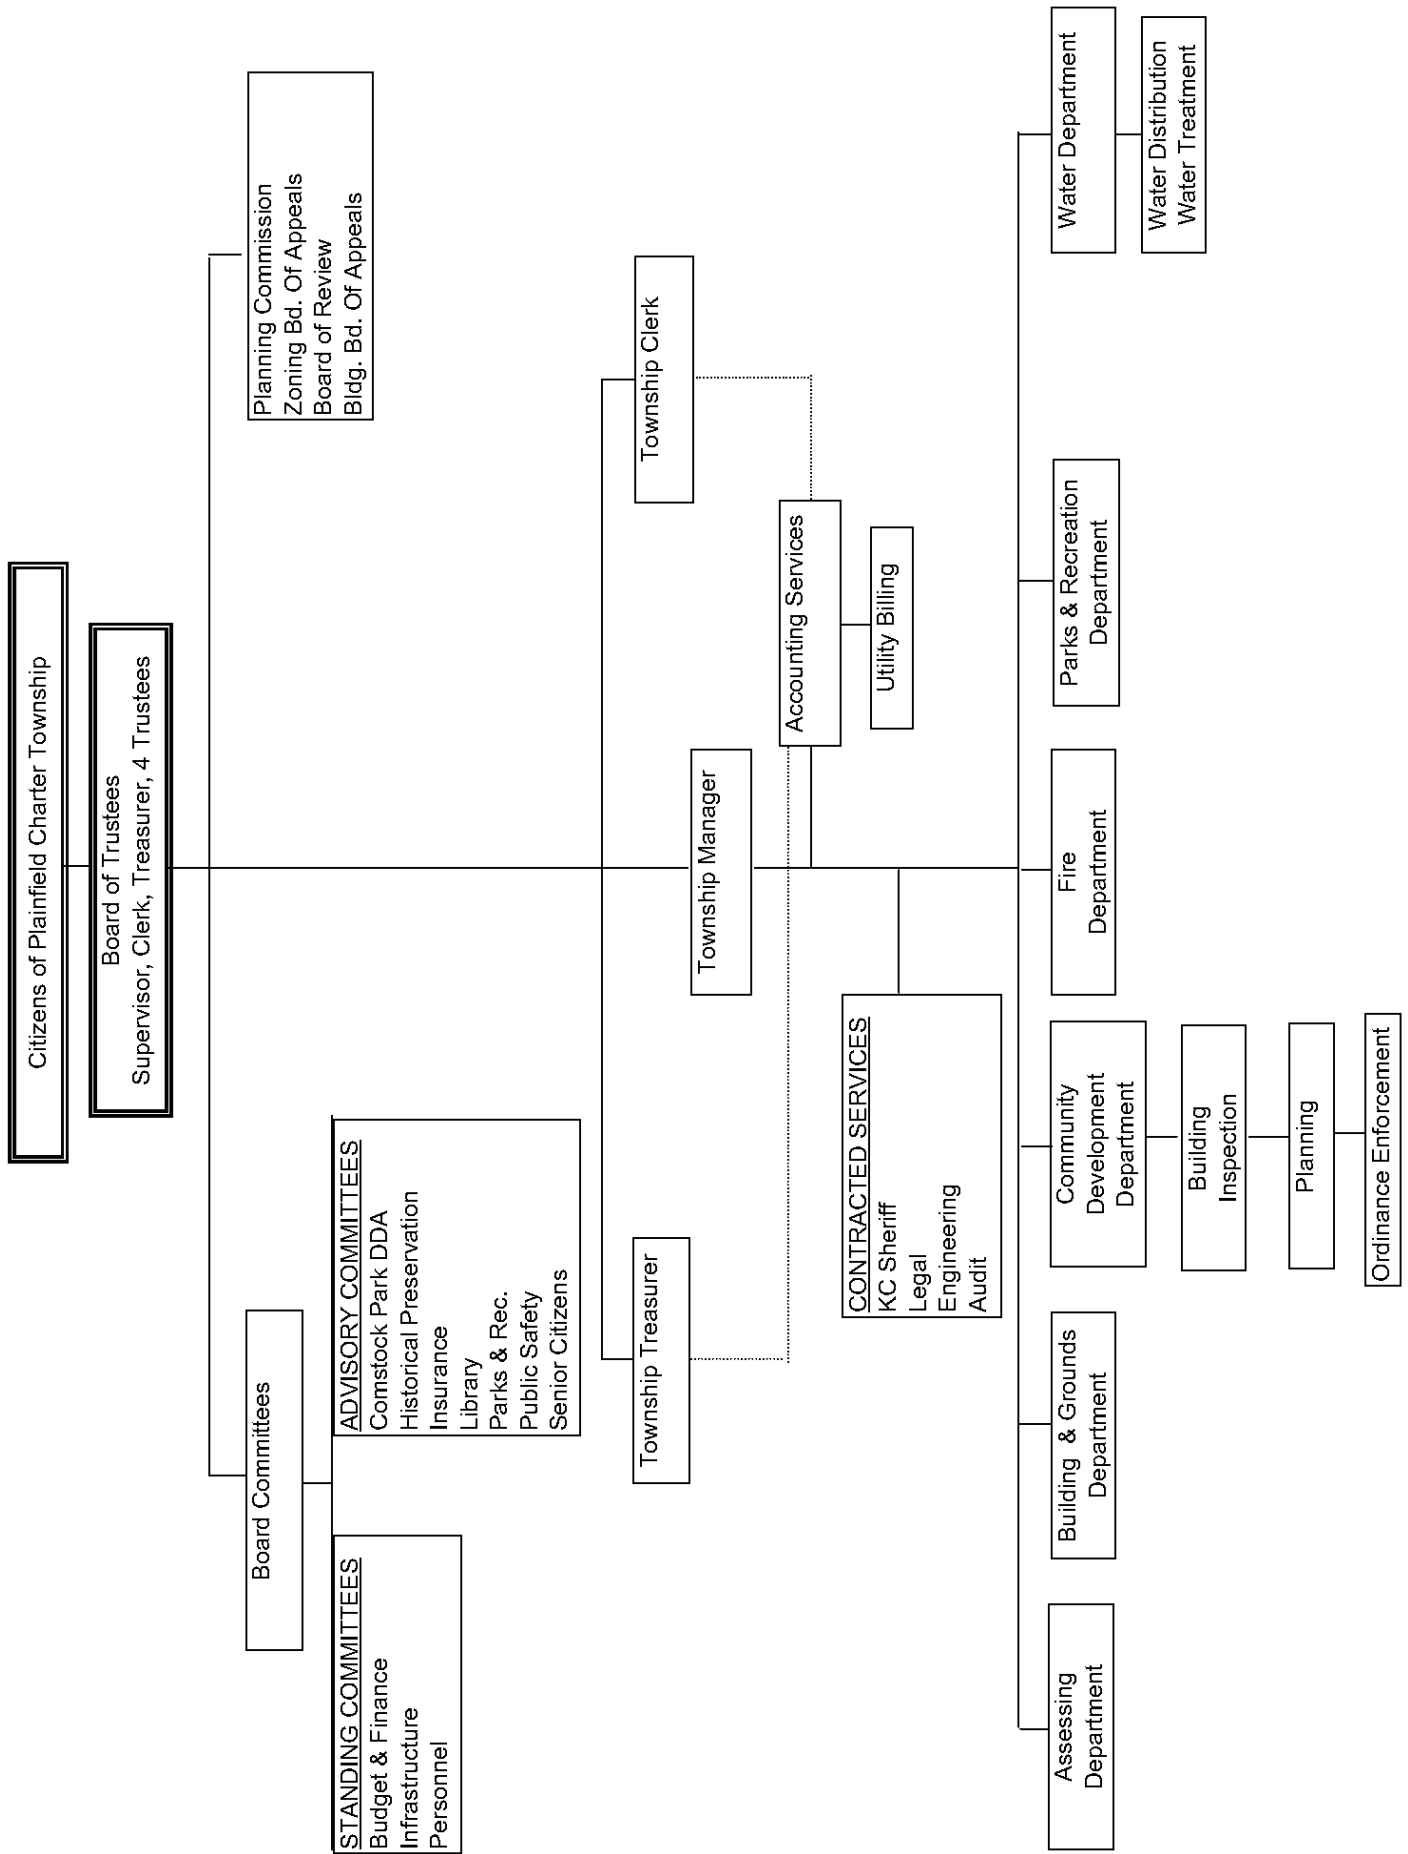 Citizens of Plainfield Charter Township
Board of Trustees
Supervisor, Clerk, Treasurer, 4 Trustees
Board Committees
Planning Commission
Zoning Bd. Of Appeals
Board of Review
Bldg. Bd. Of Appeals
STANDING COMMITTEES
Budget & Finance
Infrastructure
Personnel
ADVISORY COMMITTEES
Comstock Park DDA
Historical Preservation
Insurance
Library
Parks & Rec.
Public Safety
Senior Citizens
Township Treasurer
Township Manager
Township Clerk
Accounting Services
Utility Billing
CONTRACTED SERVICES
KC Sheriff
Legal
Engineering
Audit
Assessing
Department
Building & Grounds
Department
Community
Development
Department
Building
Inspection
Planning
Ordinance Enforcement
Fire
Department
Parks & Recreation
Department
Water Department
Water Distribution
Water Treatment